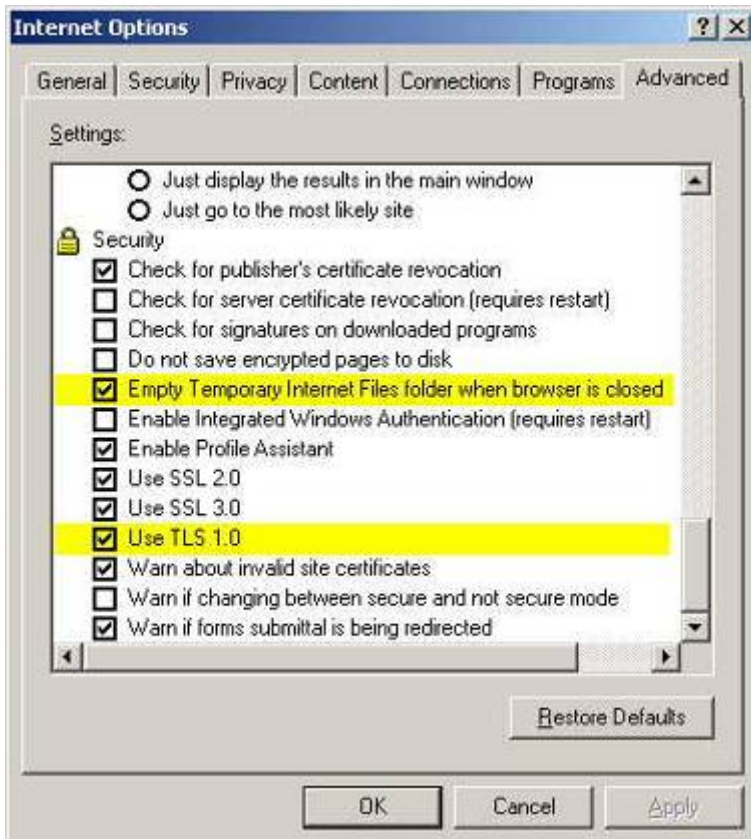 Internet Options
General Security Privacy Content Connections Programs Advanced
Settings:
Just display the results in the main window
Just go to the most likely site
Security
Check for publisher's certificate revocation
Check for server certificate revocation (requires restart)
Check for signatures on downloaded programs
Do not save encrypted pages to disk
Empty Temporary Internet Files folder when browser is closed
Enable Integrated Windows Authentication (requires restart)
Enable Profile Assistant
Use SSL 2.0
Use SSL 3.0
Use TLS 1.0
Warn about invalid site certificates
Warn if changing between secure and not secure mode
Warn if forms submittal is being redirected
Restore Defaults
OK Cancel Apply